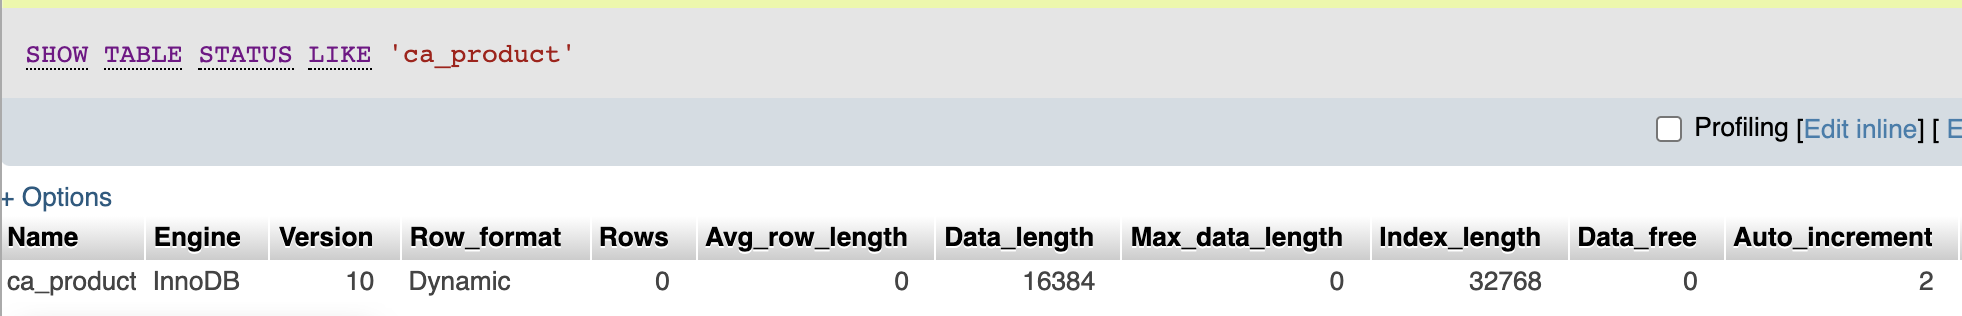 SHOW TABLE STATUS LIKE 'ca_product'
Profiling [Edit inline] [ E
+ Options
Name Engine Version Row_format Rows Avg_row_length Data_length Max_data_length Index_length Data_free Auto_increment
ca_product InnoDB 10 Dynamic 0 0 16384 0 32768 0 2